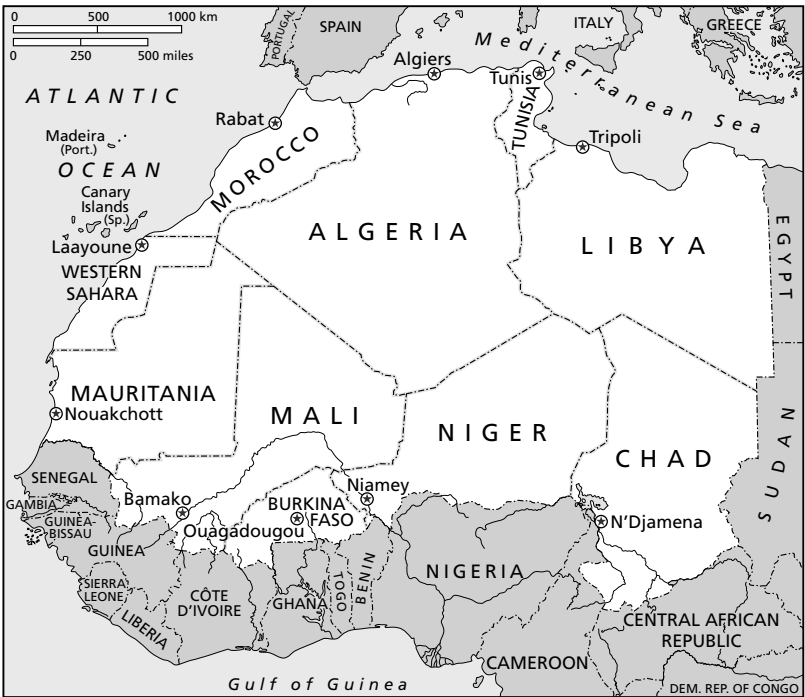 0 500 1000 km
0 250 500 miles
PORTUGAL
SPAIN
ITALY
GREECE
Mediterranean Sea
Algiers
Tunis
TUNISIA
ATLANTIC
OCEAN
Rabat
Tripoli
Madeira
(Port.)
MOROCCO
Canary
Islands
(Sp.)
ALGERIA
LIBYA
EGYPT
Laayoune
WESTERN
SAHARA
MAURITANIA
Nouakchott
MALI
NIGER
CHAD
SUDAN
SENEGAL
GAMBIA
GUINEA-
BISSAU
Bamako
Niamey
BURKINA
FASO
Ouagadougou
N'Djamena
GUINEA
SIERRA
LEONE
LIBERIA
CÔTE
D'IVOIRE
GHANA
TOGO
BENIN
NIGERIA
CENTRAL AFRICAN
REPUBLIC
CAMEROON
Gulf of Guinea
DEM. REP. OF CONGO